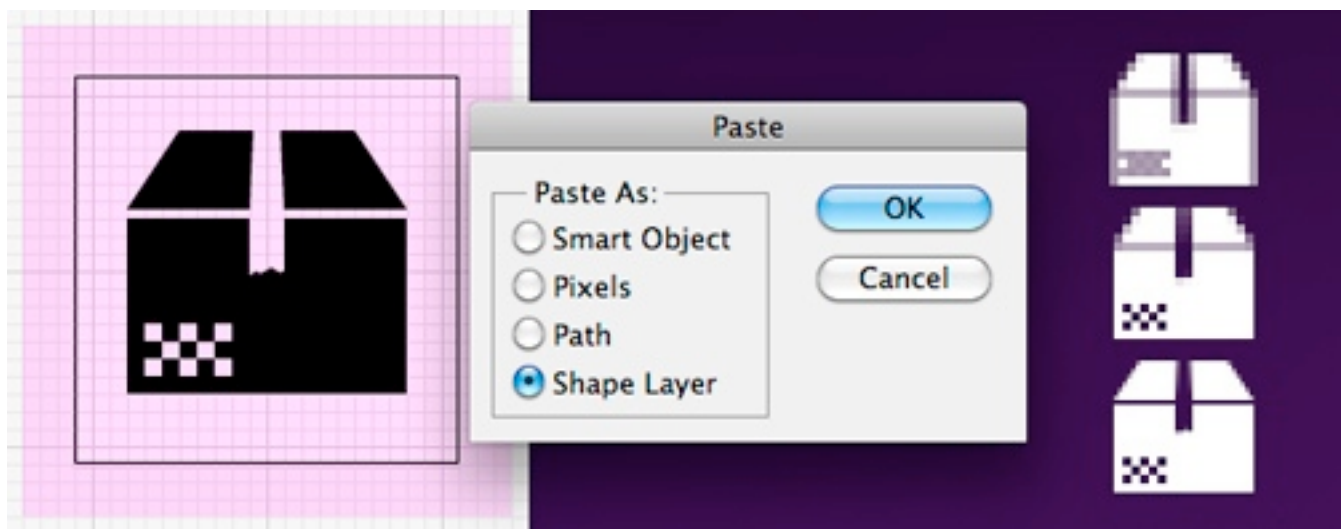 Paste
Paste As:
Smart Object
Pixels
Path
Shape Layer
OK
Cancel